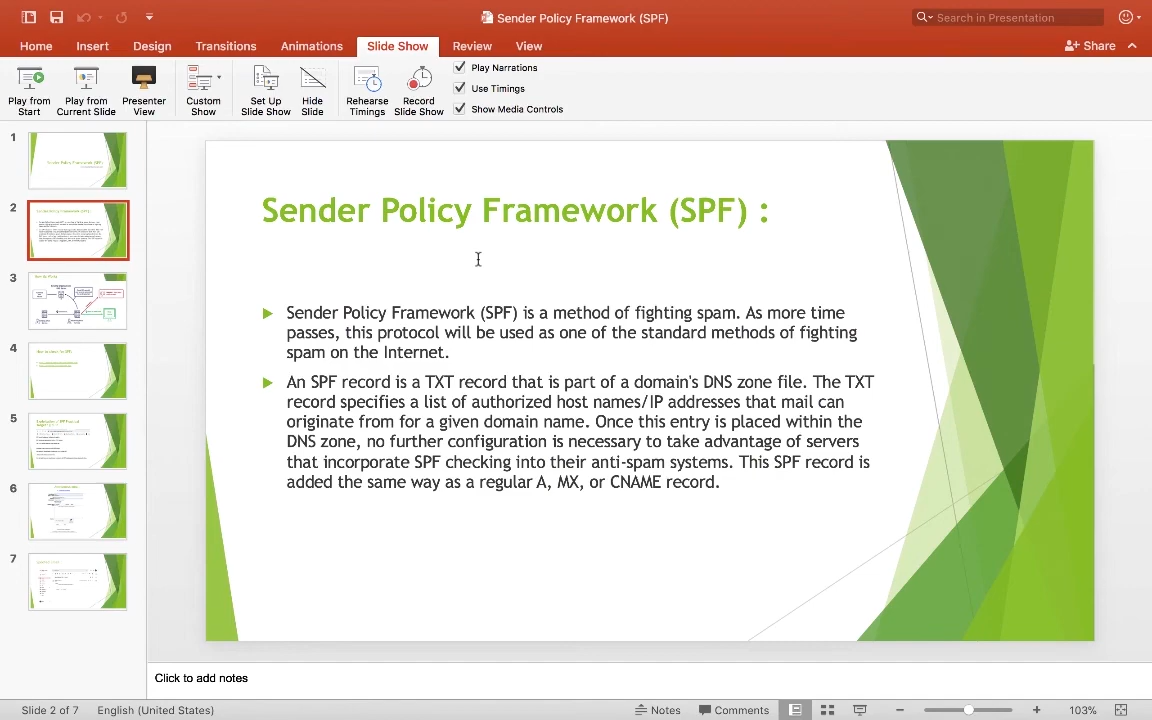 Sender Policy Framework (SPF)
Search in Presentation
Home Insert Design Transitions Animations Slide Show Review View
Share
Play from Start
Play from Current Slide
Presenter View
Custom Show
Set Up Slide Show
Hide Slide
Rehearse Timings
Record Slide Show
Play Narrations
Use Timings
Show Media Controls
1
2
3
4
5
6
7
Sender Policy Framework (SPF) :
Sender Policy Framework (SPF) is a method of fighting spam. As more time
passes, this protocol will be used as one of the standard methods of fighting
spam on the Internet.
An SPF record is a TXT record that is part of a domain's DNS zone file. The TXT
record specifies a list of authorized host names/IP addresses that mail can
originate from for a given domain name. Once this entry is placed within the
DNS zone, no further configuration is necessary to take advantage of servers
that incorporate SPF checking into their anti-spam systems. This SPF record is
added the same way as a regular A, MX, or CNAME record.
Click to add notes
Slide 2 of 7 English (United States) Notes Comments 103%